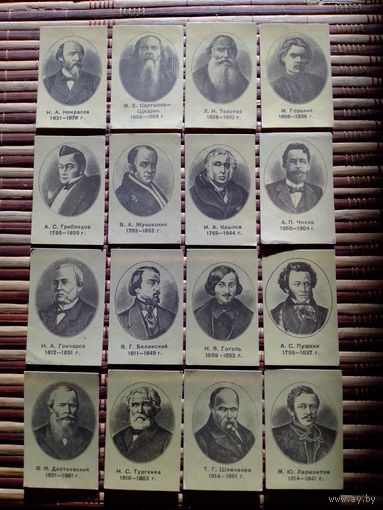 Н. А. Некрасов
1821-1878 г.
М. Е. Салтыков-
Щедрин
1826-1889 г.
Л. Н. Толстой
1828-1910 г.
М. Горький
1868-1936 г.
А. С. Грибоедов
1795-1829 г.
В. А. Жуковский
1783-1852 г.
И. А. Крылов
1769-1844 г.
А. П. Чехов
1860-1904 г.
И. А. Гончаров
1812-1891 г.
В. Г. Белинский
1811-1848 г.
Н. В. Гоголь
1809-1852 г.
А. С. Пушкин
1799-1837 г.
Ф. М. Достоевский
1821-1881 г.
И. С. Тургенев
1818-1883 г.
Т. Г. Шевченко
1814-1861 г.
М. Ю. Лермонтов
1814-1841 г.
ay.by